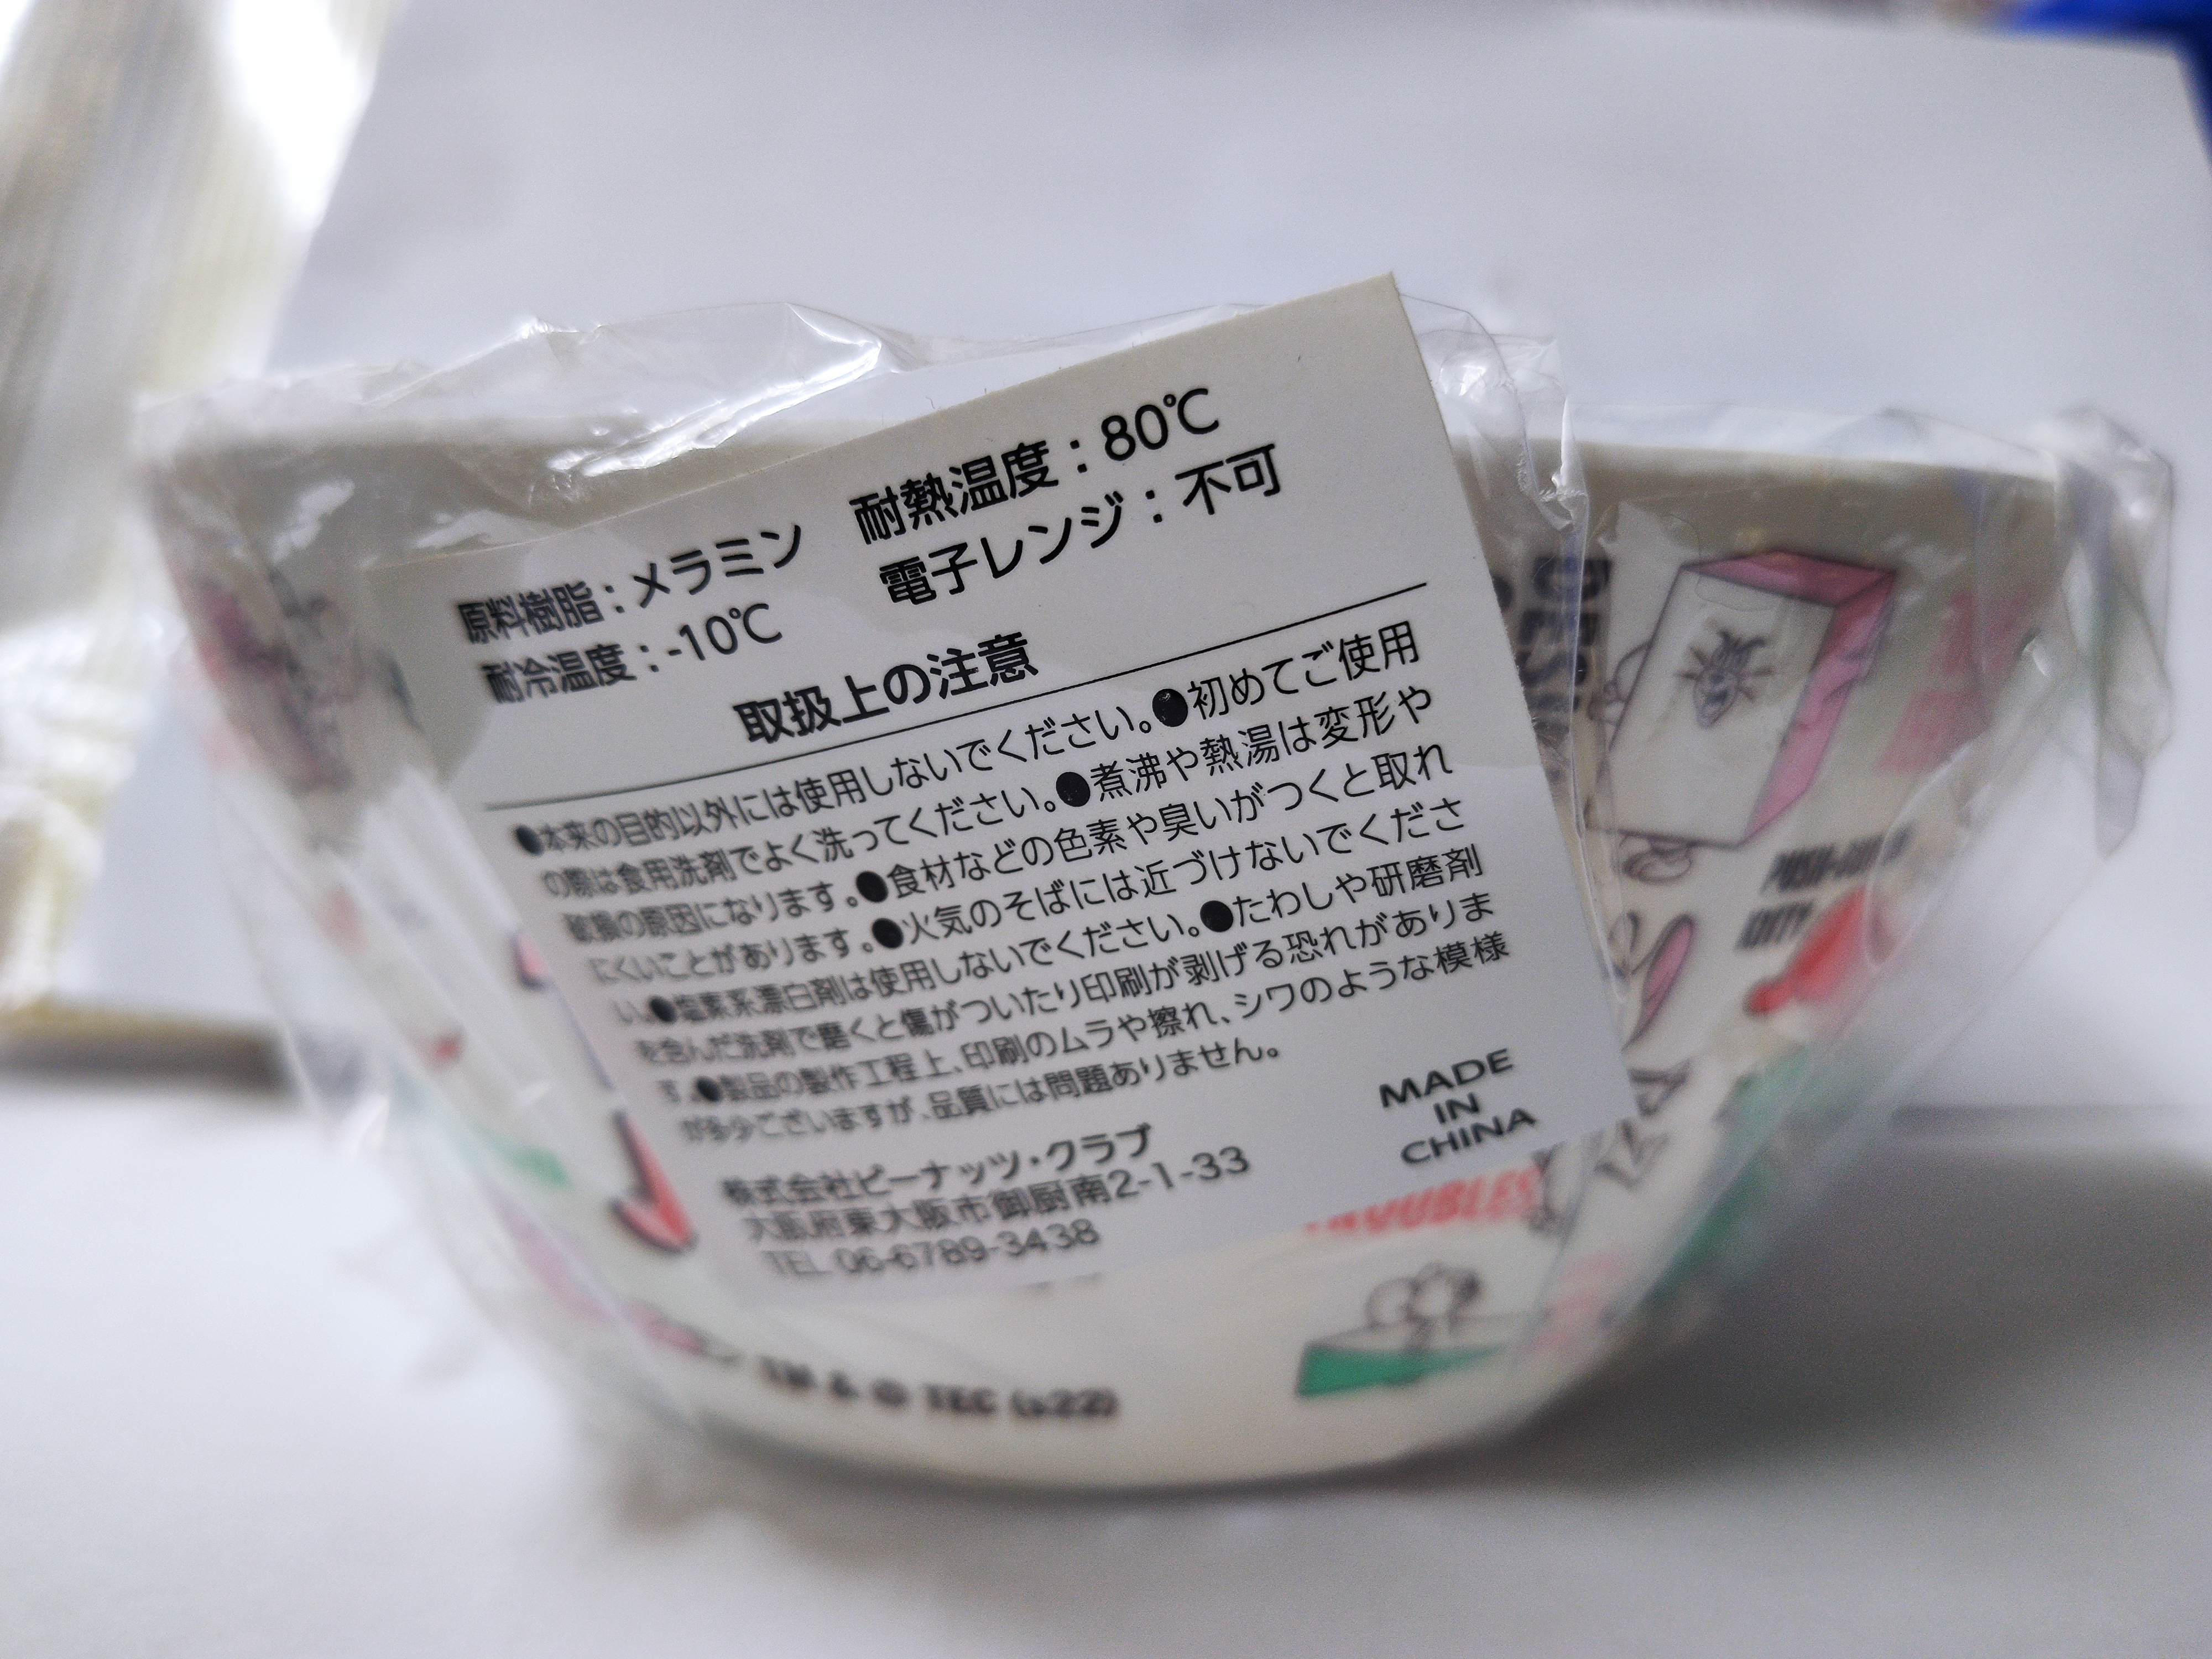 原料樹脂：メラミン　耐熱温度：80℃
耐冷温度：-10℃　電子レンジ：不可
取扱上の注意
●本来の目的以外には使用しないでください。●初めてご使用
の際は食用洗剤でよく洗ってください。●煮沸や熱湯は変形や
破損の原因になります。●食材などの色素や臭いがつくと取れ
にくいことがあります。●火気のそばには近づけないでくださ
い。●塩素系漂白剤は使用しないでください。●たわしや研磨剤
を含んだ洗剤で磨くと傷がついたり印刷が剥げる恐れがありま
す。●製品の製作工程上、印刷のムラや擦れ、シワのような模様
が多少ございますが、品質には問題ありません。
株式会社ピーナッツ・クラブ
大阪府東大阪市御厨南2-1-33
TEL 06-6789-3438
MADE
IN
CHINA
TM & © TEC (s22)